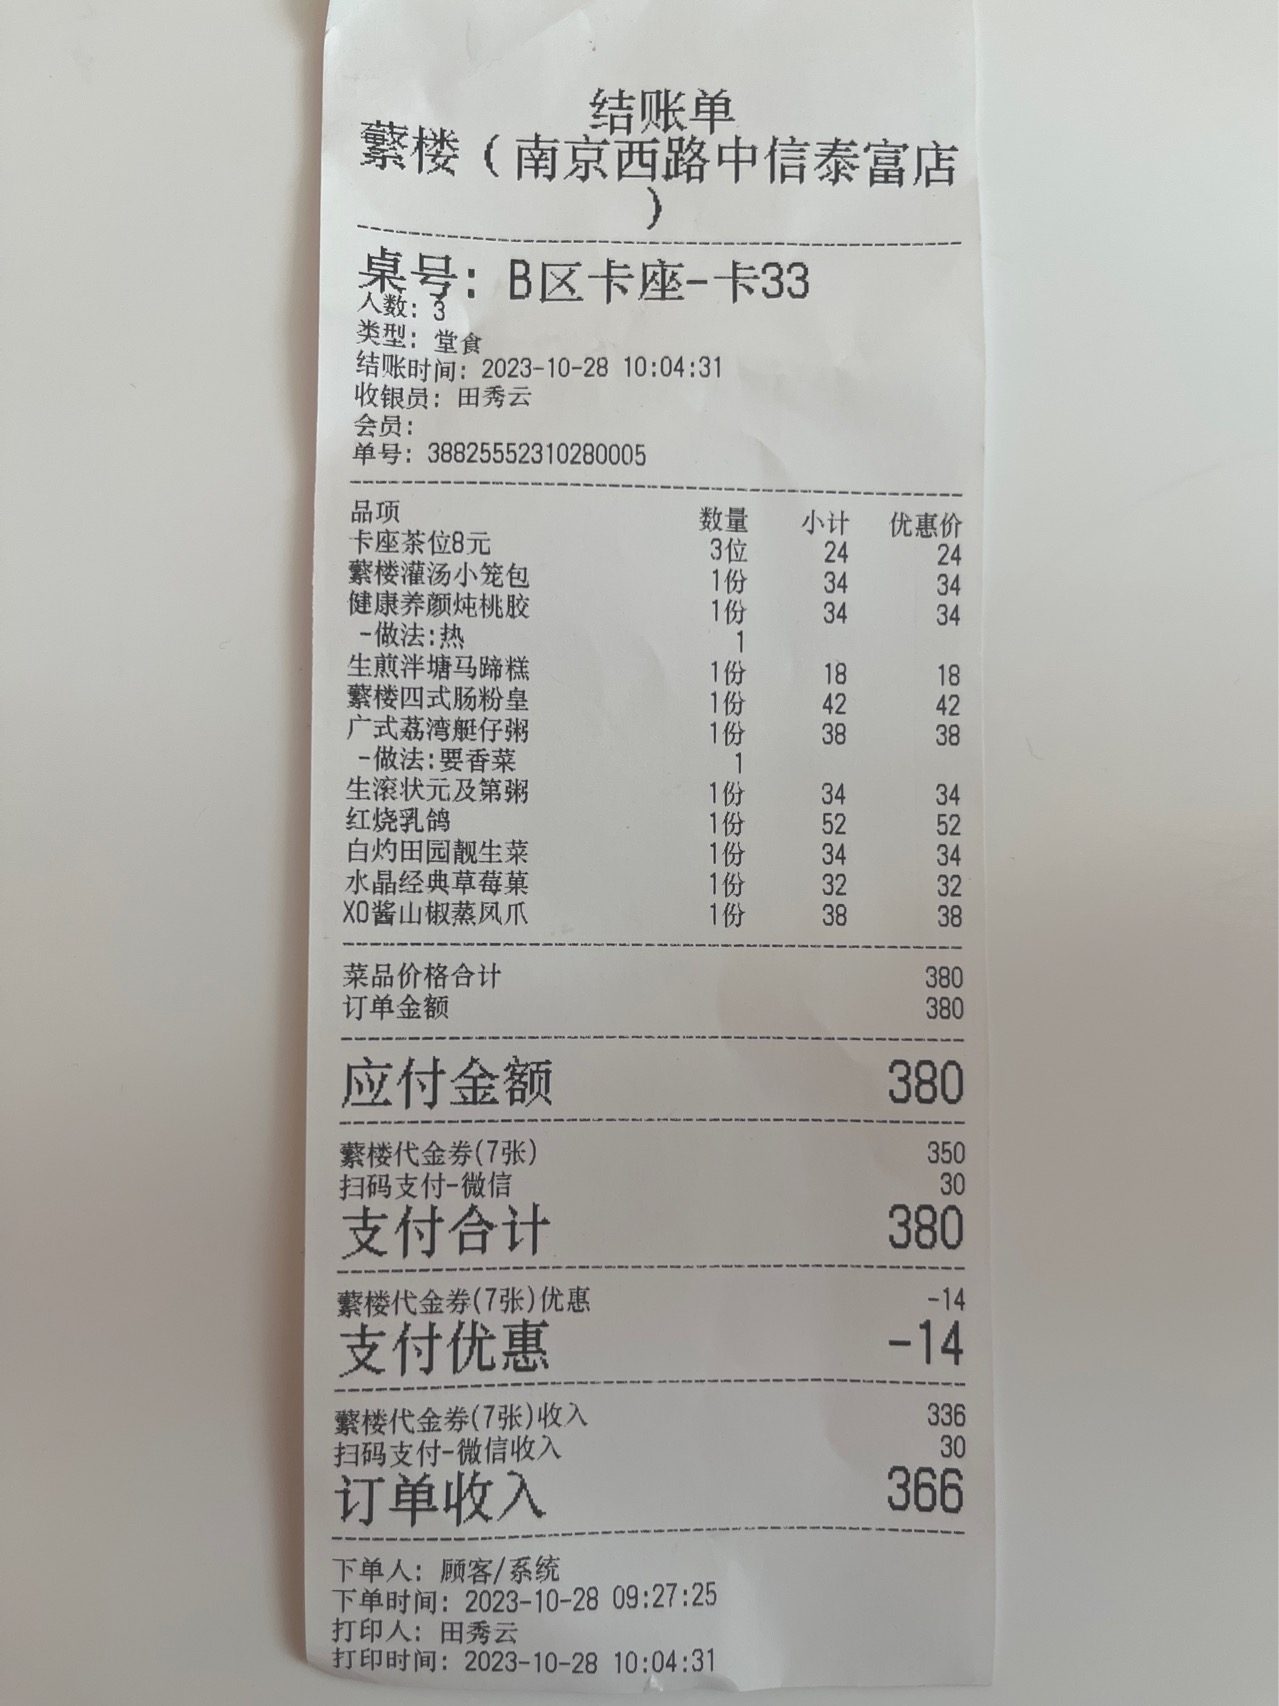 结账单
蘩楼（南京西路中信泰富店
）
桌号: B区卡座-卡33
人数: 3
类型: 堂食
结账时间: 2023-10-28 10:04:31
收银员: 田秀云
会员:
单号: 388255552310280005
品项 数量 小计 优惠价
卡座茶位8元 3位 24 24
蘩楼灌汤小笼包 1份 34 34
健康养颜炖桃胶 1份 34 34
-做法:热 1
生煎泮塘马蹄糕 1份 18 18
蘩楼四式肠粉皇 1份 42 42
广式荔湾艇仔粥 1份 38 38
-做法:要香菜 1
生滚状元及第粥 1份 34 34
红烧乳鸽 1份 52 52
白灼田园靓生菜 1份 34 34
水晶经典草莓菓 1份 32 32
XO酱山椒蒸凤爪 1份 38 38
菜品价格合计 380
订单金额 380
应付金额 380
蘩楼代金券(7张) 350
扫码支付-微信 30
支付合计 380
蘩楼代金券(7张)优惠 -14
支付优惠 -14
蘩楼代金券(7张)收入 336
扫码支付-微信收入 30
订单收入 366
下单人: 顾客/系统
下单时间: 2023-10-28 09:27:25
打印人: 田秀云
打印时间: 2023-10-28 10:04:31